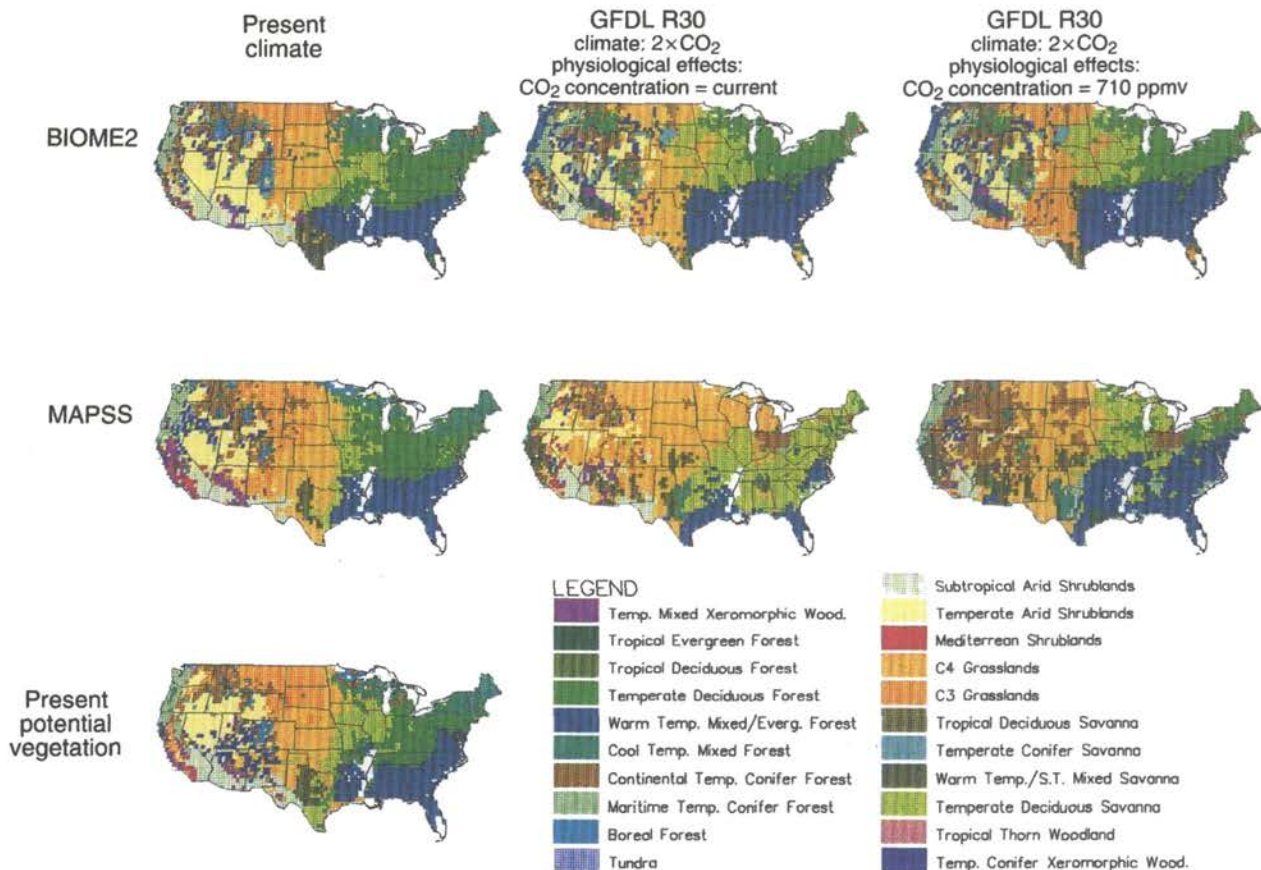 Present
climate
GFDL R30
climate: 2×CO₂
physiological effects:
CO₂ concentration = current
GFDL R30
climate: 2×CO₂
physiological effects:
CO₂ concentration = 710 ppmv
BIOME2
MAPSS
Present
potential
vegetation
LEGEND
Temp. Mixed Xeromorphic Wood.
Tropical Evergreen Forest
Tropical Deciduous Forest
Temperate Deciduous Forest
Warm Temp. Mixed/Everg. Forest
Cool Temp. Mixed Forest
Continental Temp. Conifer Forest
Maritime Temp. Conifer Forest
Boreal Forest
Tundra
Subtropical Arid Shrublands
Temperate Arid Shrublands
Mediterrean Shrublands
C4 Grasslands
C3 Grasslands
Tropical Deciduous Savanna
Temperate Conifer Savanna
Warm Temp./S.T. Mixed Savanna
Temperate Deciduous Savanna
Tropical Thorn Woodland
Temp. Conifer Xeromorphic Wood.